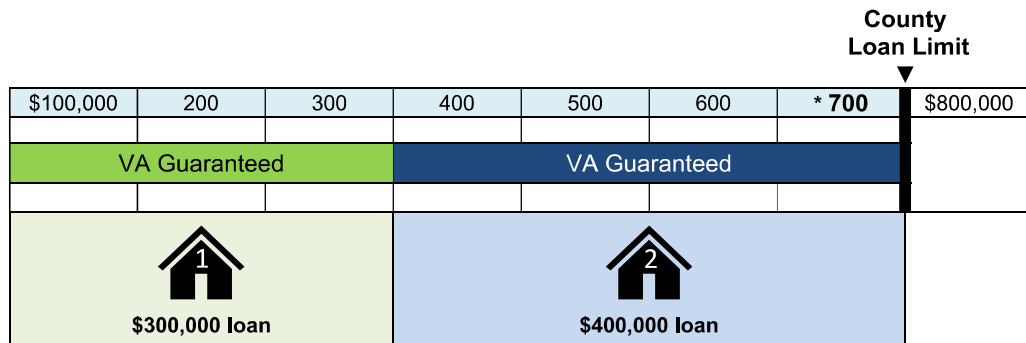 County
Loan Limit
$100,000 200 300 400 500 600 * 700 $800,000
VA Guaranteed VA Guaranteed
1 2
$300,000 loan $400,000 loan